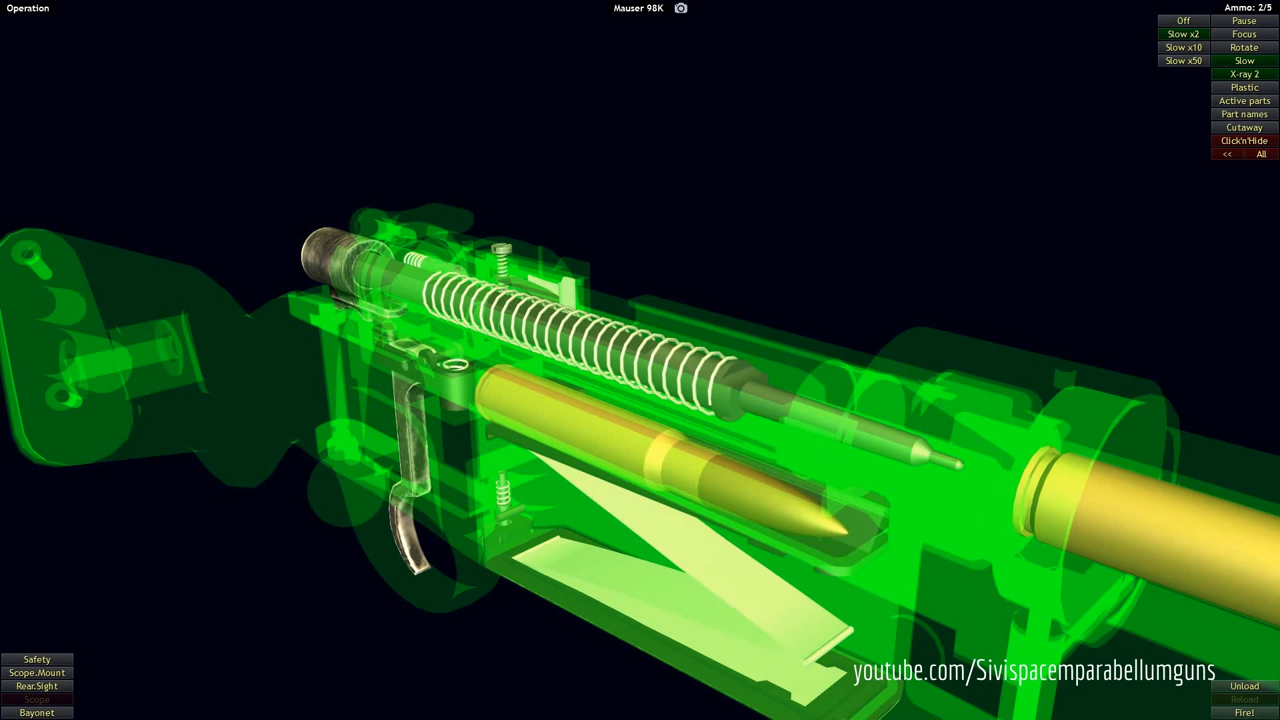 Operation
Mauser 98K
Ammo: 2/5
Off
Pause
Slow x2
Focus
Slow x10
Rotate
Slow x50
Slow
X-ray 2
Plastic
Active parts
Part names
Cutaway
Click'n'Hide
<< All
youtube.com/Sivispacemparabellumguns
Safety
Scope.Mount
Rear.Sight
Scope
Bayonet
Unload
Reload
Fire!